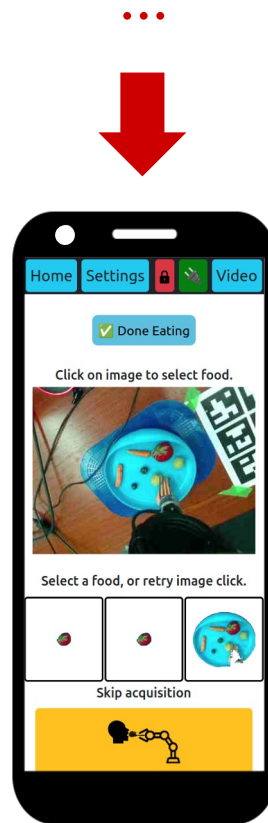 Home Settings Video
✅ Done Eating
Click on image to select food.
Select a food, or retry image click.
Skip acquisition